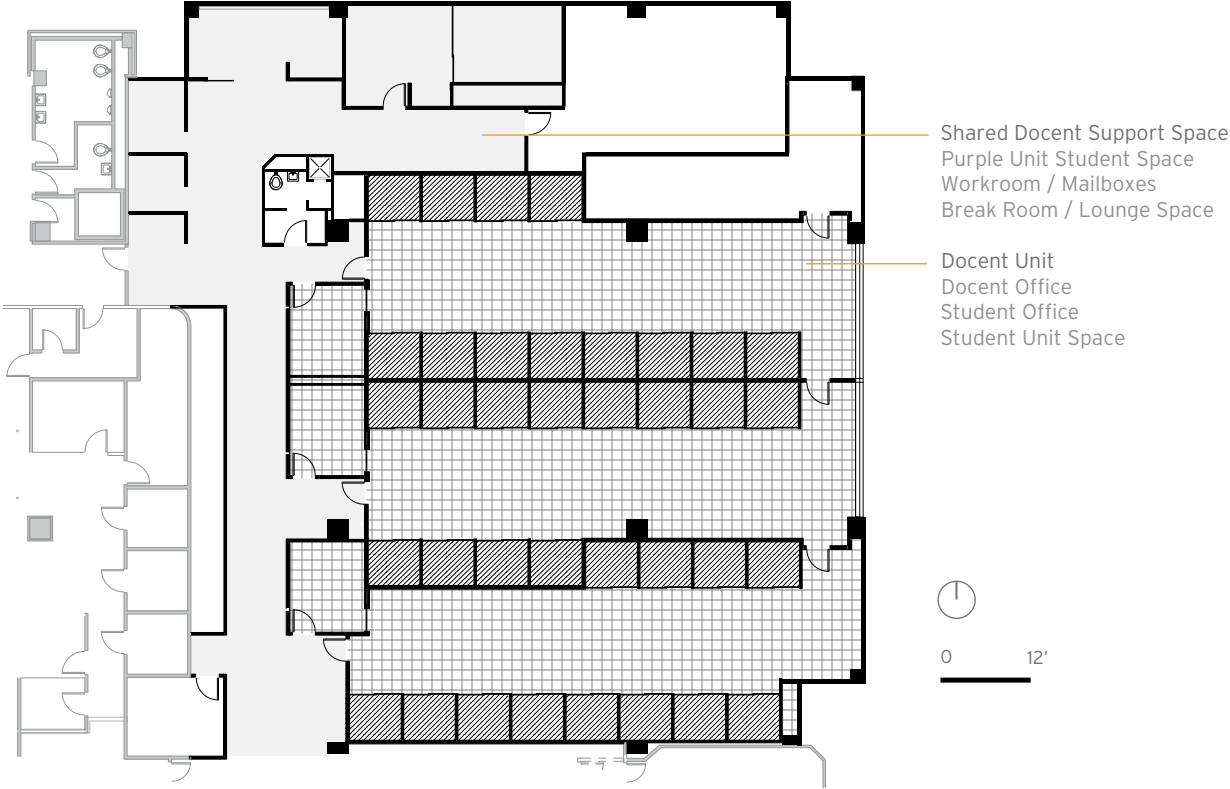 Shared Docent Support Space
Purple Unit Student Space
Workroom / Mailboxes
Break Room / Lounge Space
Docent Unit
Docent Office
Student Office
Student Unit Space
0 12’